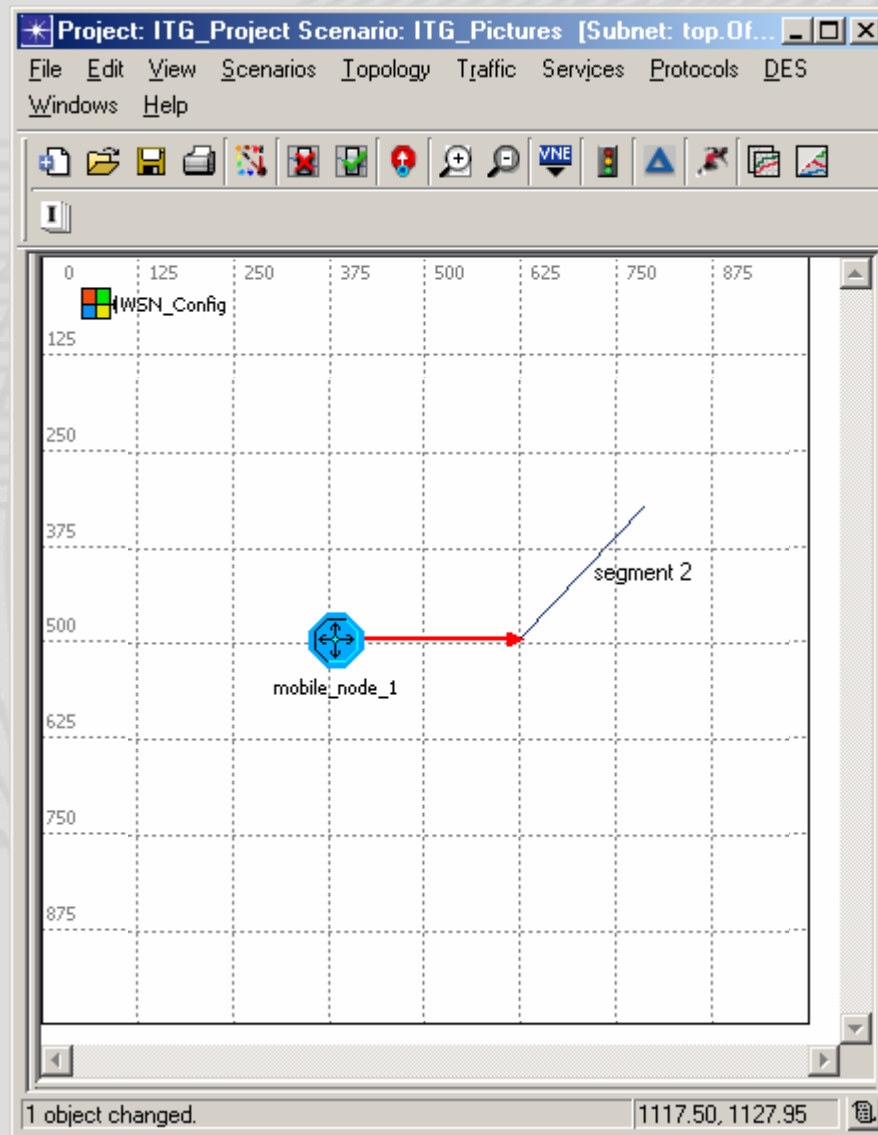 Project: ITG_Project Scenario: ITG_Pictures [Subnet: top.Of...
File Edit View Scenarios Topology Traffic Services Protocols DES
Windows Help
VNE
I
0 125 250 375 500 625 750 875
WSN_Config
125
250
375
segment 2
500
mobile_node_1
625
750
875
1 object changed.
1117.50, 1127.95